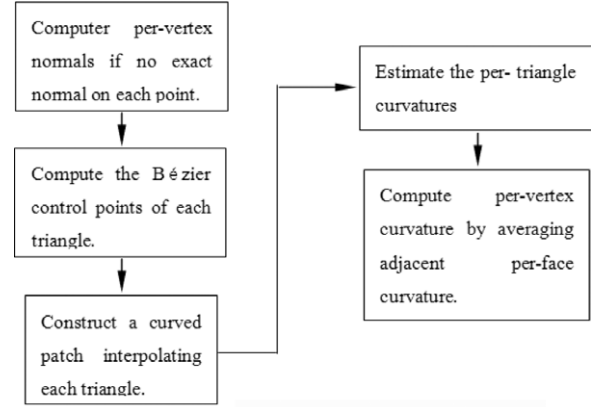 Computer per-vertex
normals if no exact
normal on each point.
Compute the Bézier
control points of each
triangle.
Construct a curved
patch interpolating
each triangle.
Estimate the per- triangle
curvatures
Compute per-vertex
curvature by averaging
adjacent per-face
curvature.